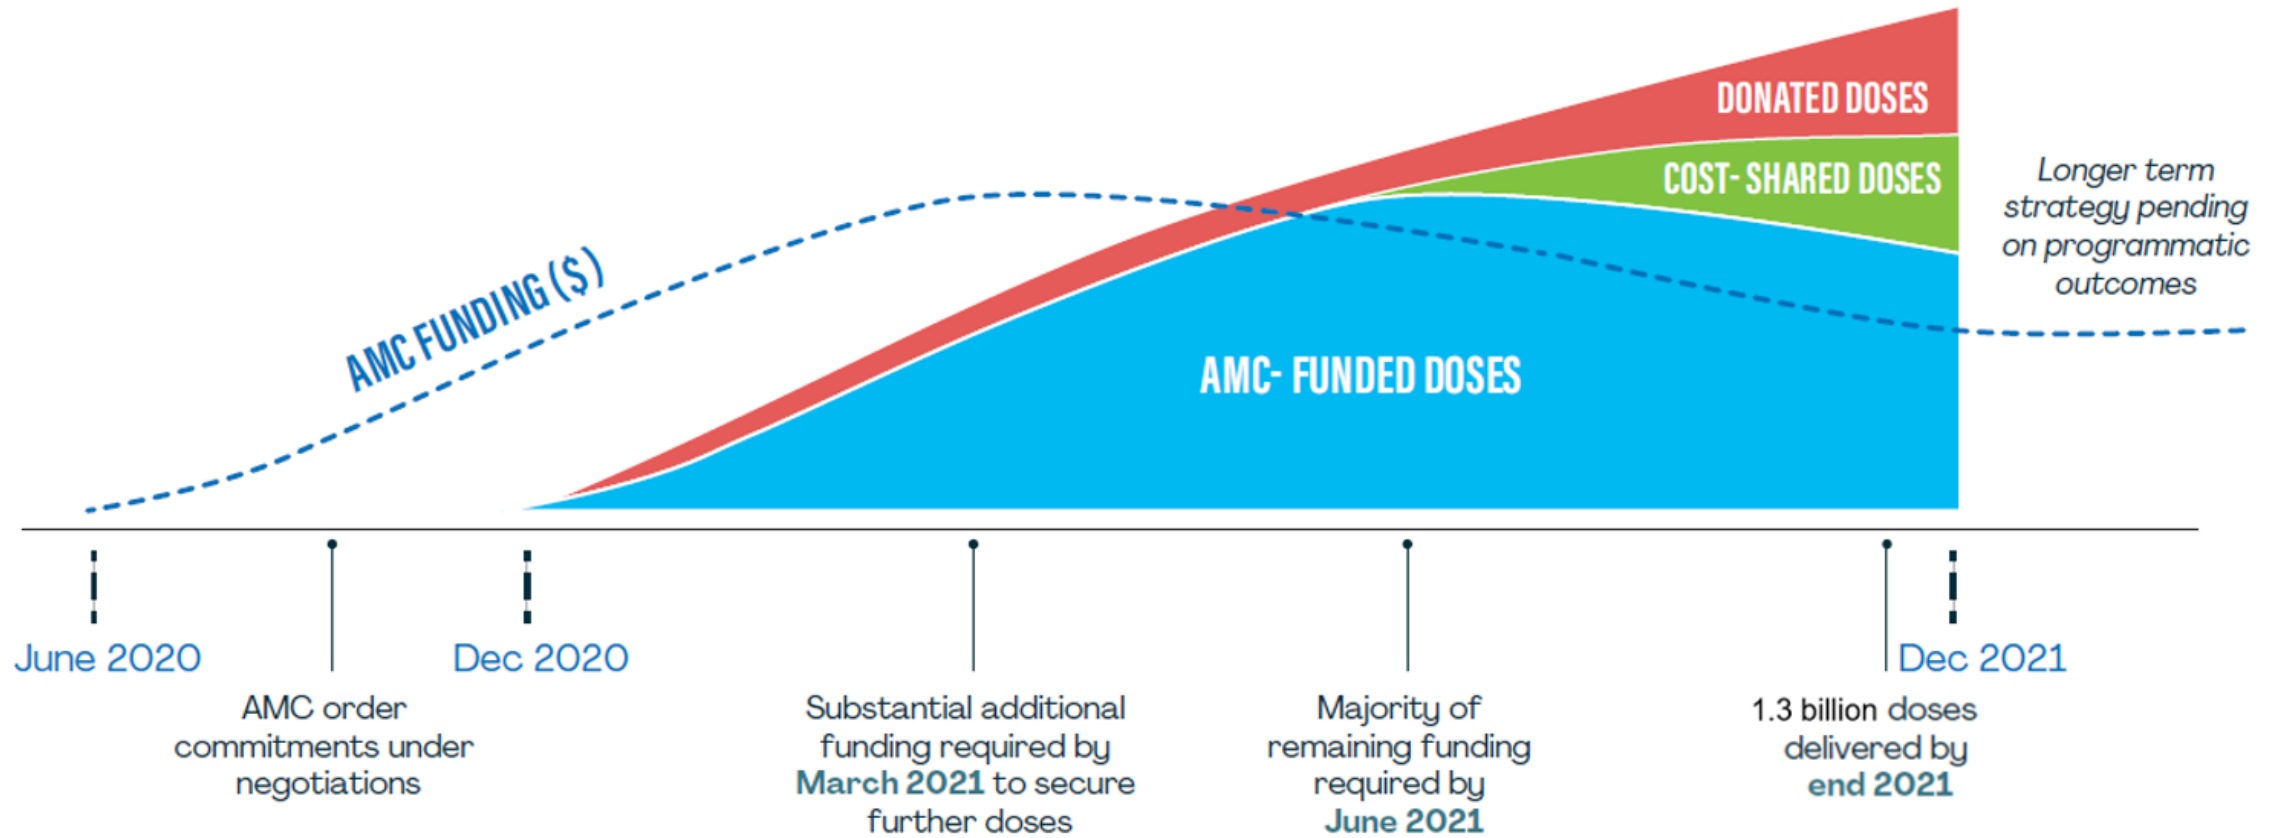 DONATED DOSES
COST- SHARED DOSES
AMC- FUNDED DOSES
AMC FUNDING ($)
Longer term
strategy pending
on programmatic
outcomes
June 2020
Dec 2020
Dec 2021
AMC order
commitments under
negotiations
Substantial additional
funding required by
March 2021 to secure
further doses
Majority of
remaining funding
required by
June 2021
1.3 billion doses
delivered by
end 2021